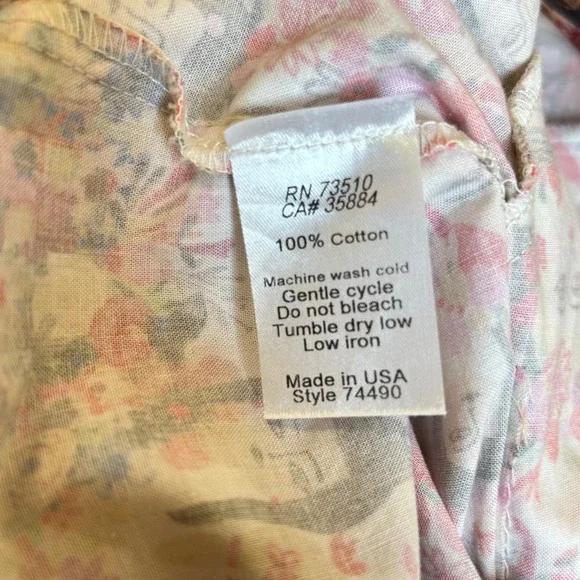 RN 73510
CA# 35884
100% Cotton
Machine wash cold
Gentle cycle
Do not bleach
Tumble dry low
Low iron
Made in USA
Style 74490